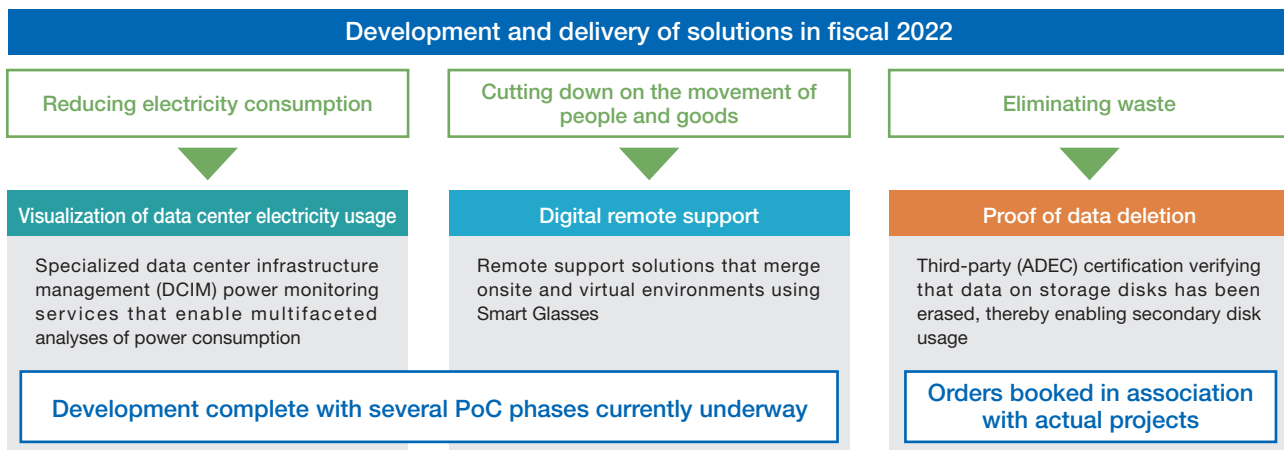 Development and delivery of solutions in fiscal 2022
Reducing electricity consumption
Cutting down on the movement of
people and goods
Eliminating waste
Visualization of data center electricity usage
Specialized data center infrastructure
management (DCIM) power monitoring
services that enable multifaceted
analyses of power consumption
Digital remote support
Remote support solutions that merge
onsite and virtual environments using
Smart Glasses
Development complete with several PoC phases currently underway
Proof of data deletion
Third-party (ADEC) certification verifying
that data on storage disks has been
erased, thereby enabling secondary disk
usage
Orders booked in association
with actual projects